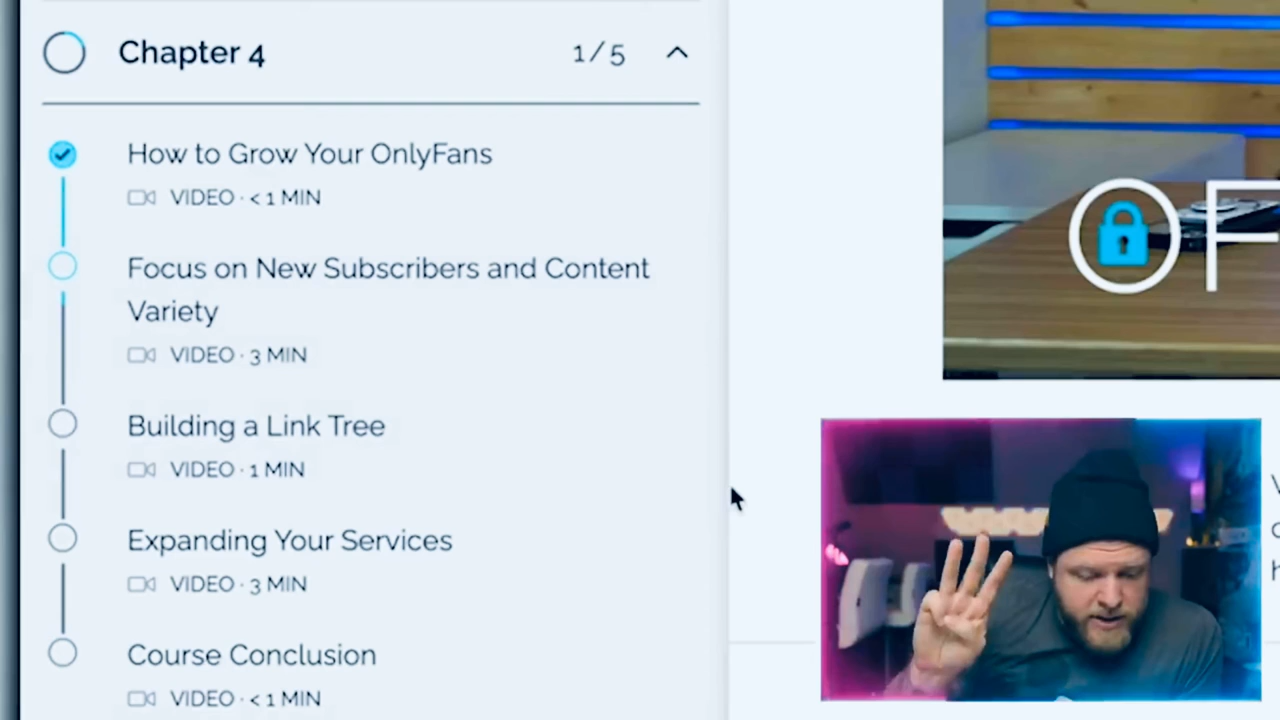 Chapter 4 1/5
How to Grow Your OnlyFans
VIDEO · < 1 MIN
Focus on New Subscribers and Content
Variety
VIDEO · 3 MIN
Building a Link Tree
VIDEO · 1 MIN
Expanding Your Services
VIDEO · 3 MIN
Course Conclusion
VIDEO · < 1 MIN
OF